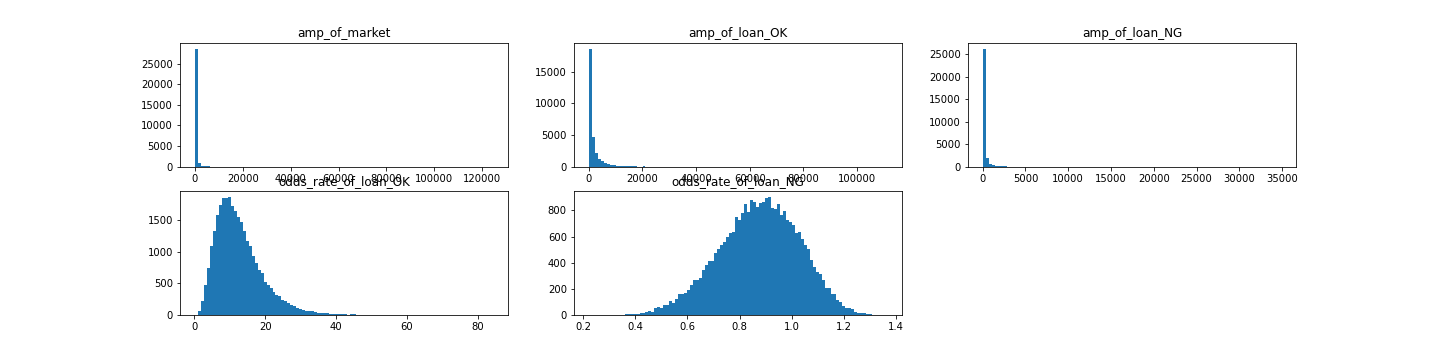 amp_of_market
25000
20000
15000
10000
5000
0
0 20000 40000 60000 80000 100000 120000
amp_of_loan_OK
15000
10000
5000
0
0 20000 40000 60000 80000 100000
amp_of_loan_NG
25000
20000
15000
10000
5000
0
0 5000 10000 15000 20000 25000 30000 35000
odds_rate_of_loan_OK
1500
1000
500
0
0 20 40 60 80
odds_rate_of_loan_NG
800
600
400
200
0
0.2 0.4 0.6 0.8 1.0 1.2 1.4